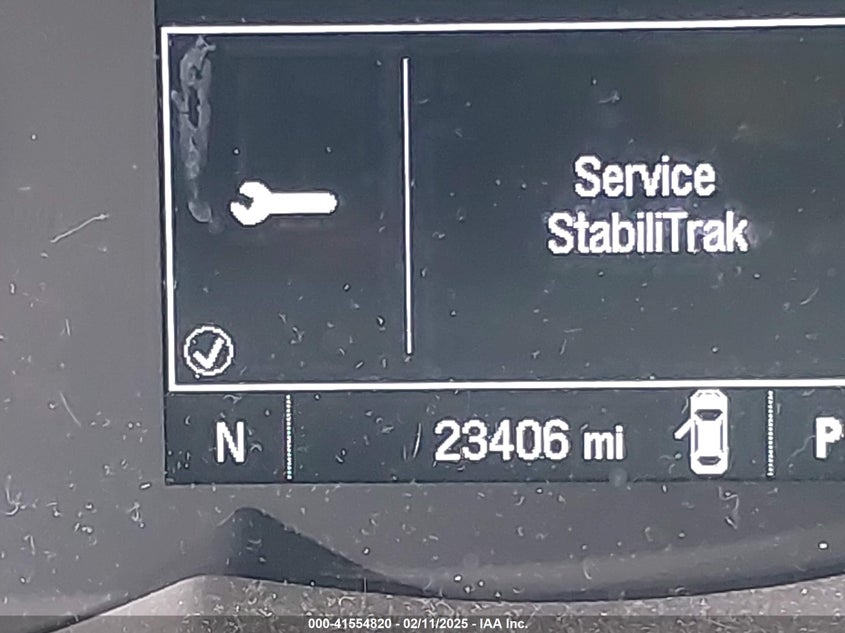 Service
StabiliTrak
N 23406 mi P
000-41554820 - 02/11/2025 - IAA Inc.